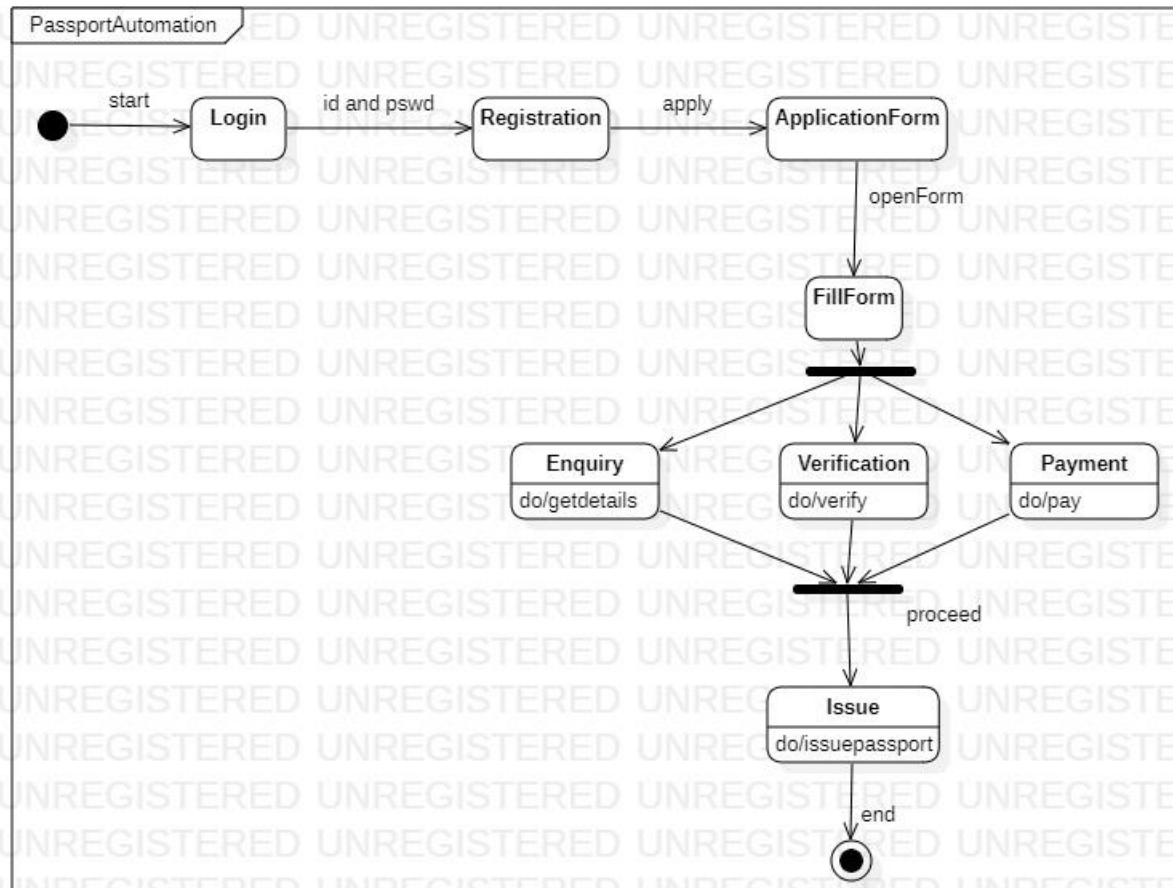 PassportAutomation
start
Login
id and pswd
Registration
apply
ApplicationForm
openForm
FillForm
Enquiry
do/getdetails
Verification
do/verify
Payment
do/pay
proceed
Issue
do/issuepassport
end
UNREGISTERED